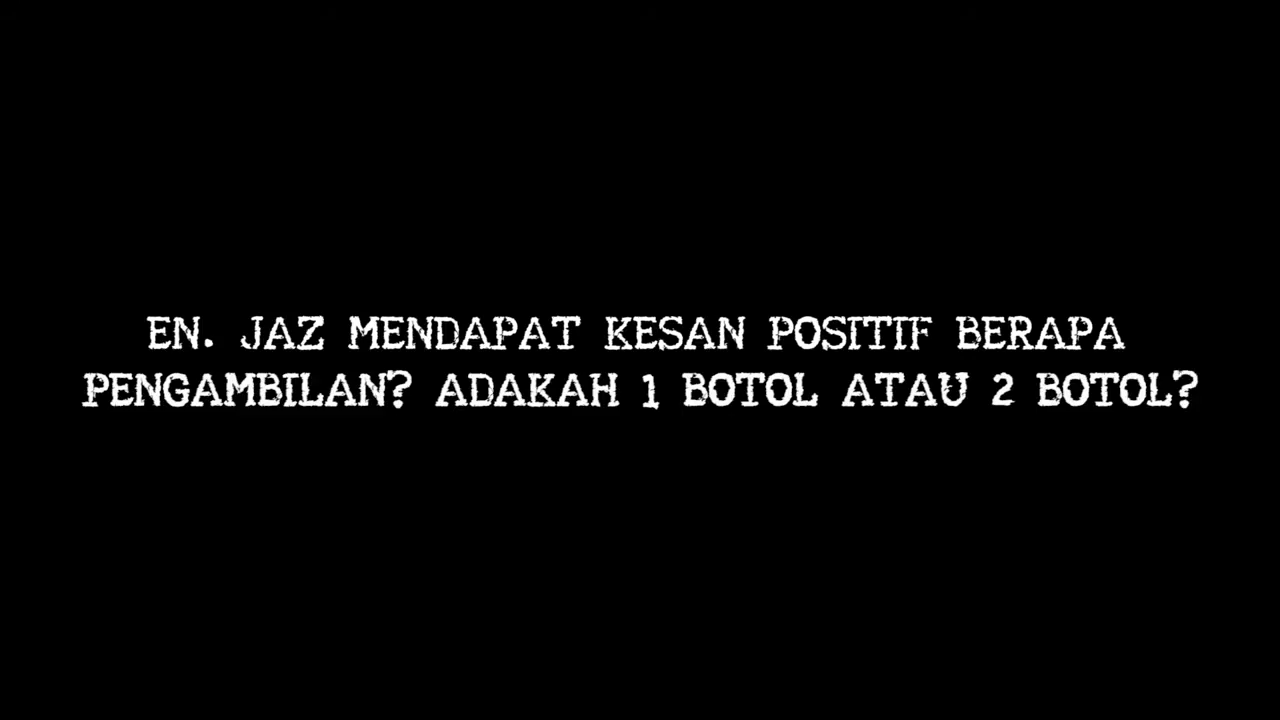 EN. JAZ MENDAPAT KESAN POSITIF BERAPA
PENGAMBILAN? ADAKAH 1 BOTOL ATAU 2 BOTOL?